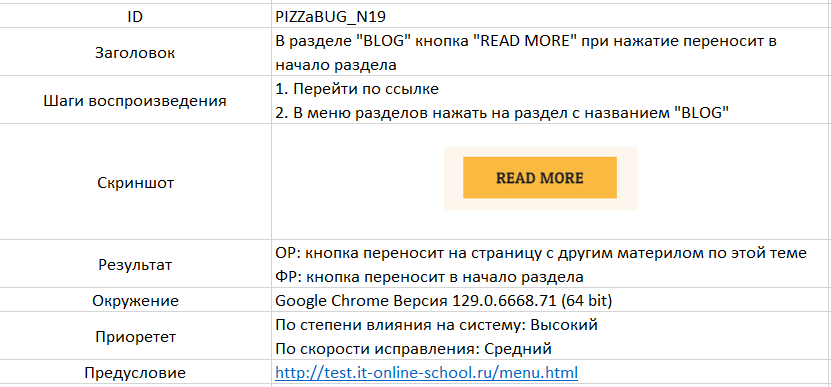 ID PIZZaBUG_N19
Заголовок В разделе "BLOG" кнопка "READ MORE" при нажатие переносит в
начало раздела
Шаги воспроизведения 1. Перейти по ссылке
2. В меню разделов нажать на раздел с названием "BLOG"
Скриншот READ MORE
Результат ОР: кнопка переносит на страницу с другим материлом по этой теме
ФР: кнопка переносит в начало раздела
Окружение Google Chrome Версия 129.0.6668.71 (64 bit)
Приоретет По степени влияния на систему: Высокий
По скорости исправления: Средний
Предусловие http://test.it-online-school.ru/menu.html